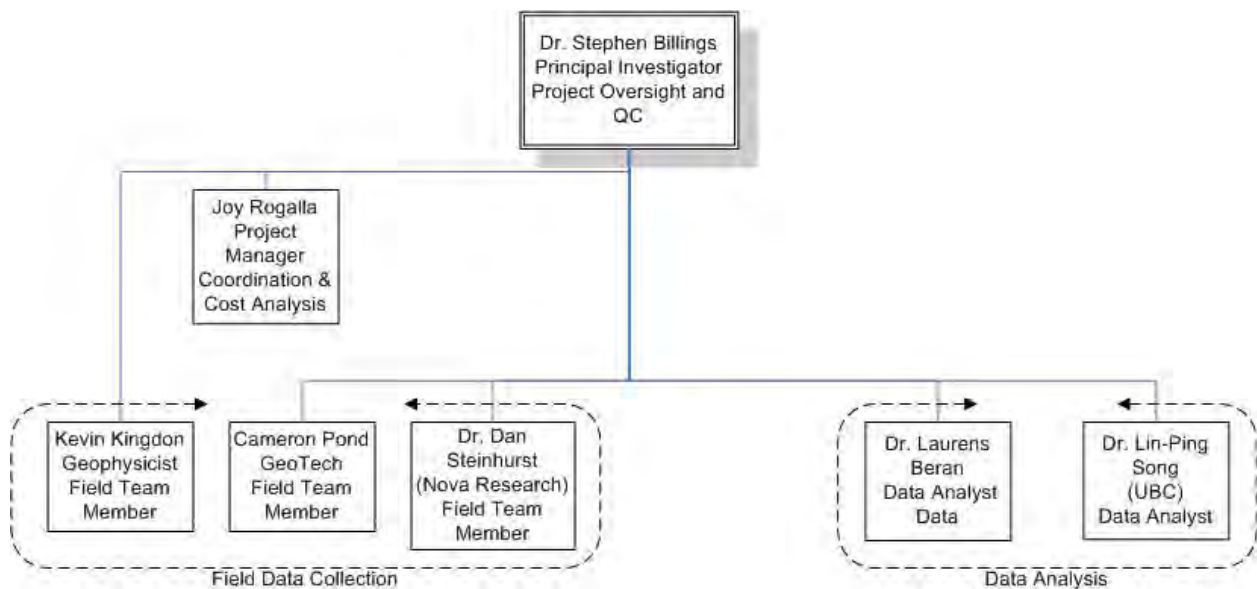 Dr. Stephen Billings
Principal Investigator
Project Oversight and
QC
Joy Rogalla
Project
Manager
Coordination &
Cost Analysis
Kevin Kingdon
Geophysicist
Field Team
Member
Cameron Pond
GeoTech
Field Team
Member
Dr. Dan
Steinhurst
(Nova Research)
Field Team
Member
Dr. Laurens
Beran
Data Analyst
Data
Dr. Lin-Ping
Song
(UBC)
Data Analyst
Field Data Collection
Data Analysis